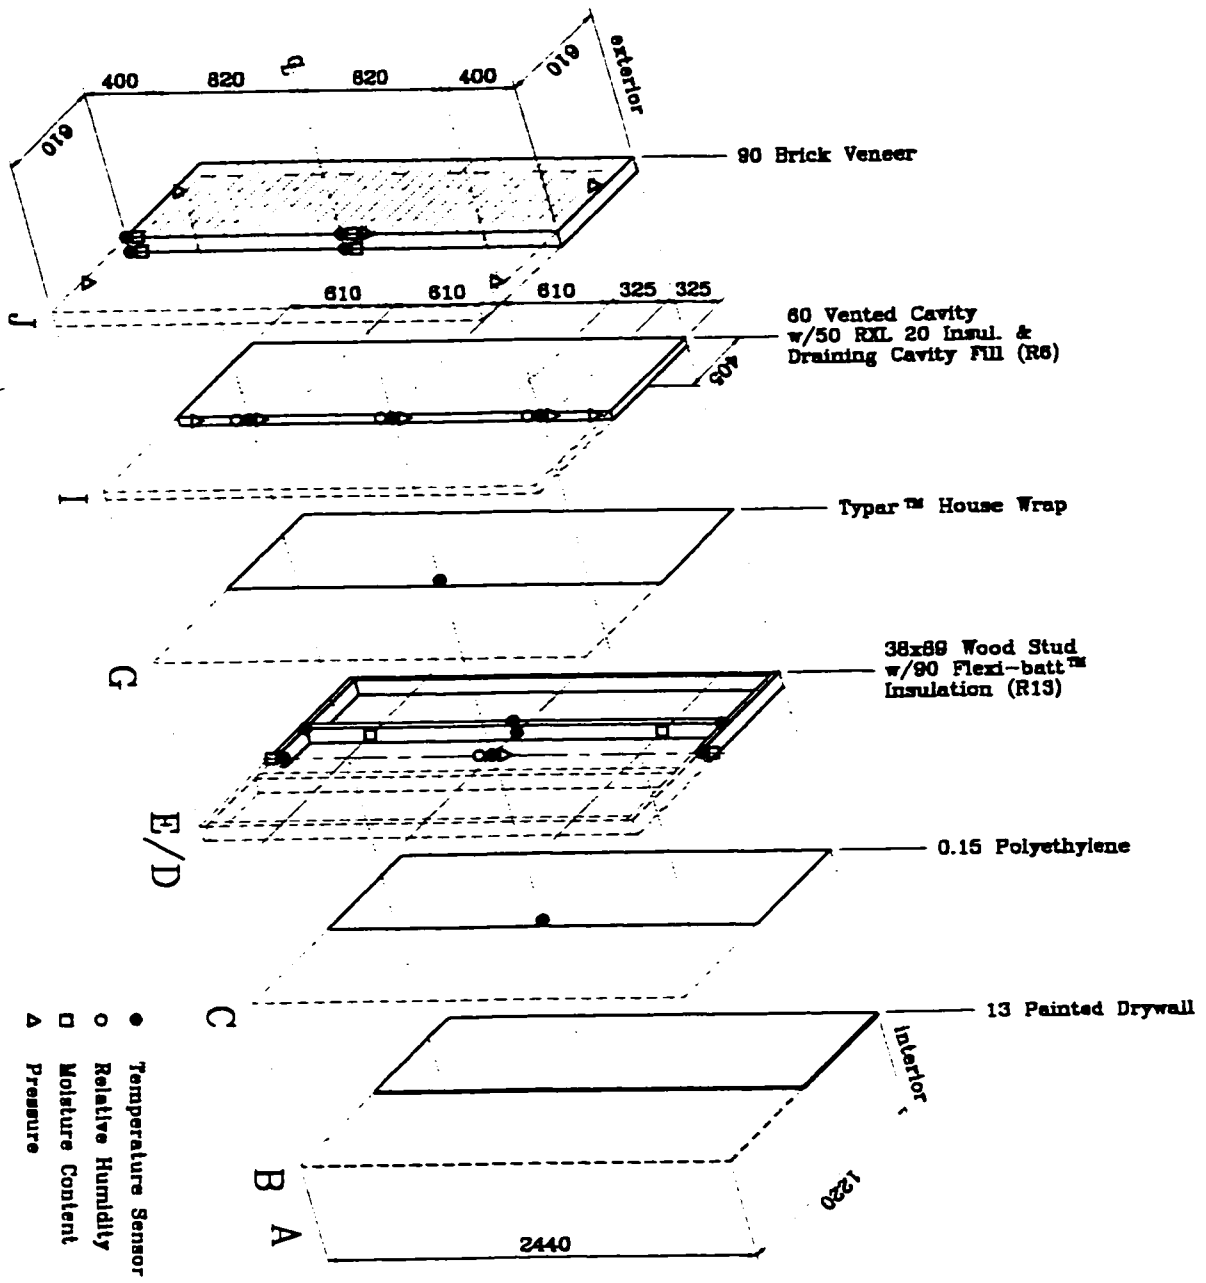 exterior
610
400
820
¢
820
400
610
90 Brick Veneer
J
610
610
610
325
325
60 Vented Cavity
w/50 RXL 20 Insul. &
Draining Cavity Fill (R6)
405
I
Typar™ House Wrap
G
38x89 Wood Stud
w/90 Flexi-batt™
Insulation (R13)
E/D
0.15 Polyethylene
C
13 Painted Drywall
interior
B
A
1220
2440
Temperature Sensor
Relative Humidity
Moisture Content
Pressure